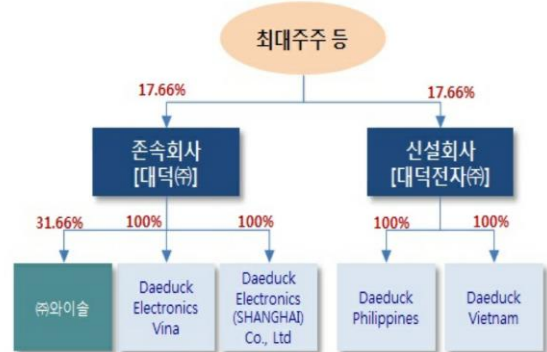 최대주주 등
17.66%
17.66%
존속회사
[대덕㈜]
신설회사
[대덕전자㈜]
31.66%
100%
100%
100%
100%
㈜와이솔
Daeduck
Electronics
Vina
Daeduck
Electronics
(SHANGHAI)
Co., Ltd
Daeduck
Philippines
Daeduck
Vietnam